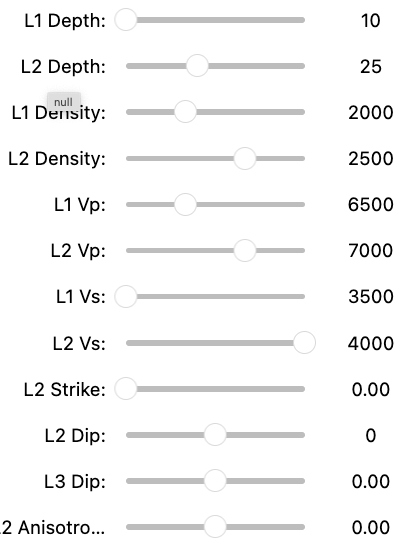 L1 Depth: 10
L2 Depth: 25
null
L1 Density: 2000
L2 Density: 2500
L1 Vp: 6500
L2 Vp: 7000
L1 Vs: 3500
L2 Vs: 4000
L2 Strike: 0.00
L2 Dip: 0
L3 Dip: 0.00
2 Anisotro... 0.00